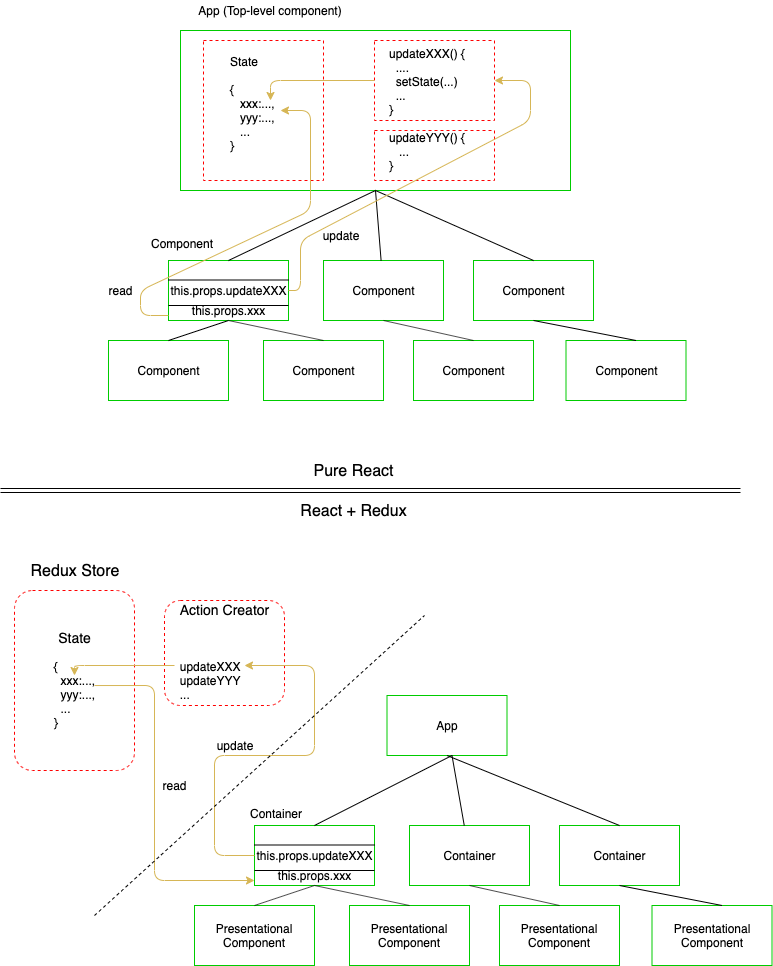 App (Top-level component)
State
{
xxx:...,
yyy:...,
...
}
updateXXX() {
....
setState(...)
...
}
updateYYY() {
...
}
update
Component
read
this.props.updateXXX
this.props.xxx
Component
Component
Component
Component
Component
Component
Pure React
React + Redux
Redux Store
State
{
xxx:...,
yyy:...,
...
}
Action Creator
updateXXX
updateYYY
...
update
read
App
Container
this.props.updateXXX
this.props.xxx
Container
Container
Presentational
Component
Presentational
Component
Presentational
Component
Presentational
Component